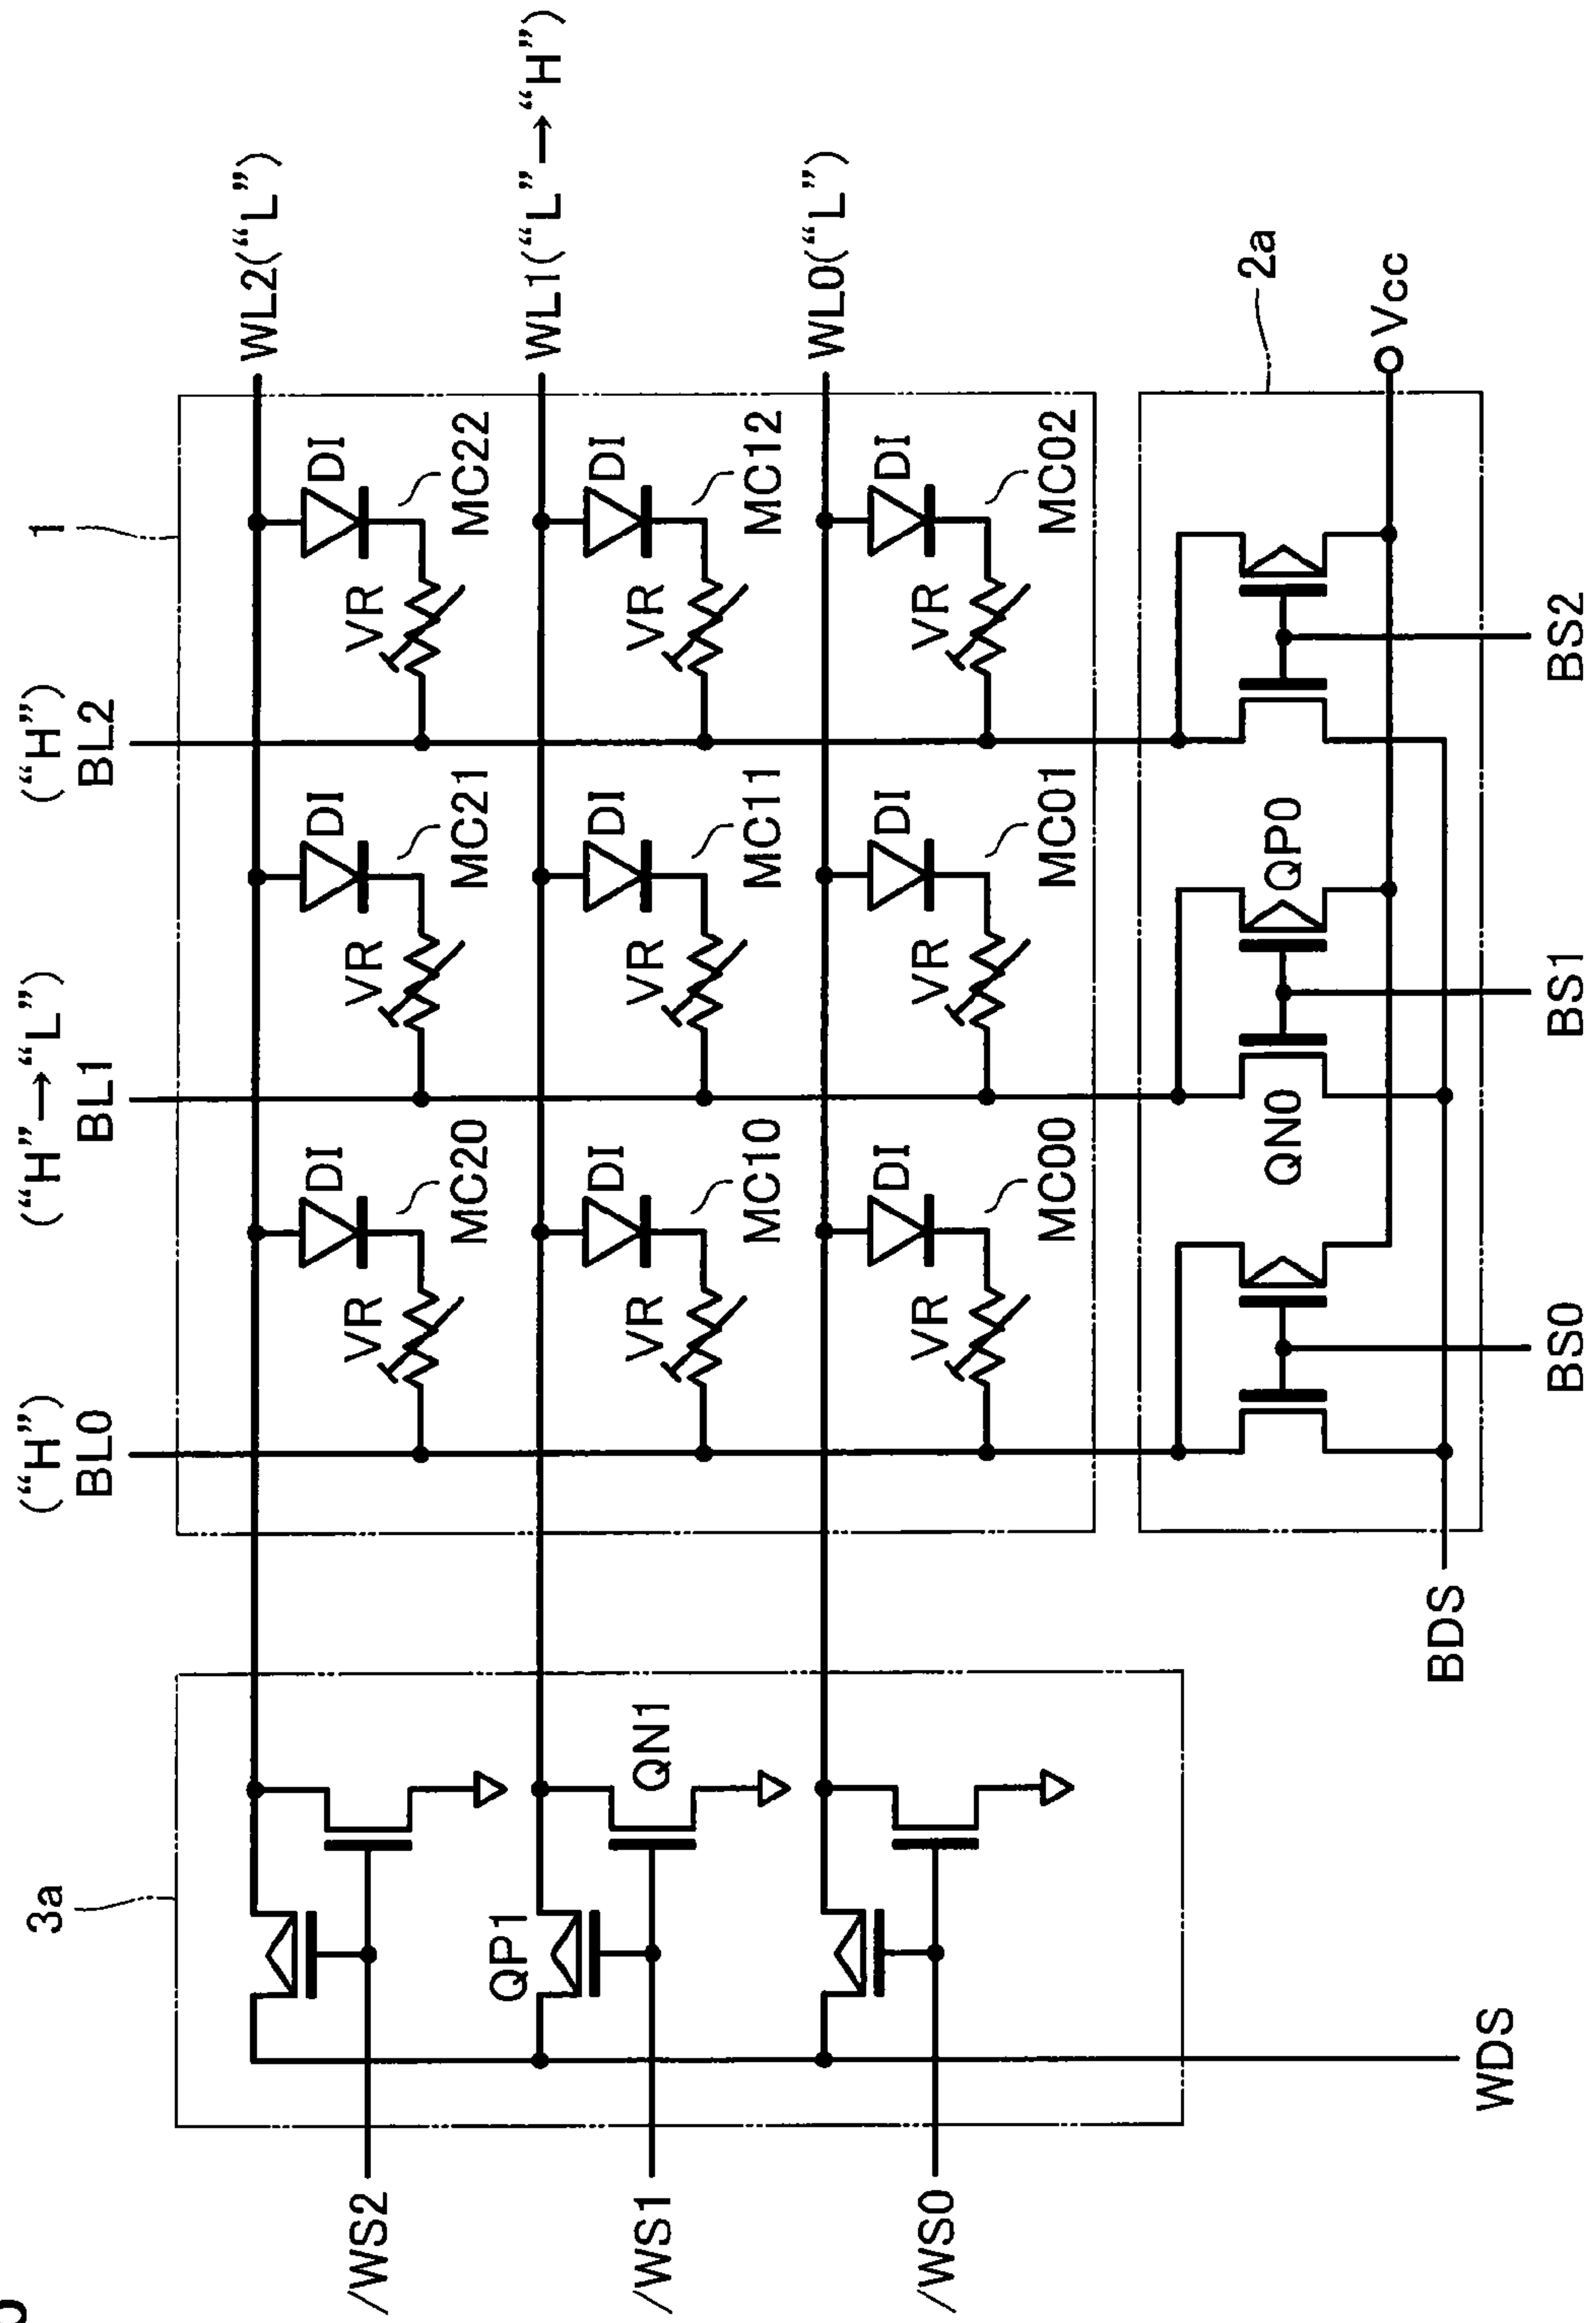 ("H")
BL0
("H"→"L")
BL1
("H")
BL2
1
3a
WL2("L")
DI
VR
MC20
DI
VR
MC21
DI
VR
MC22
/WS2
QP1
QN1
WL1("L"→"H")
DI
VR
MC10
DI
VR
MC11
DI
VR
MC12
/WS1
WL0("L")
DI
VR
MC00
DI
VR
MC01
DI
VR
MC02
/WS0
2a
QN0
QP0
Vcc
BDS
WDS
BS0
BS1
BS2